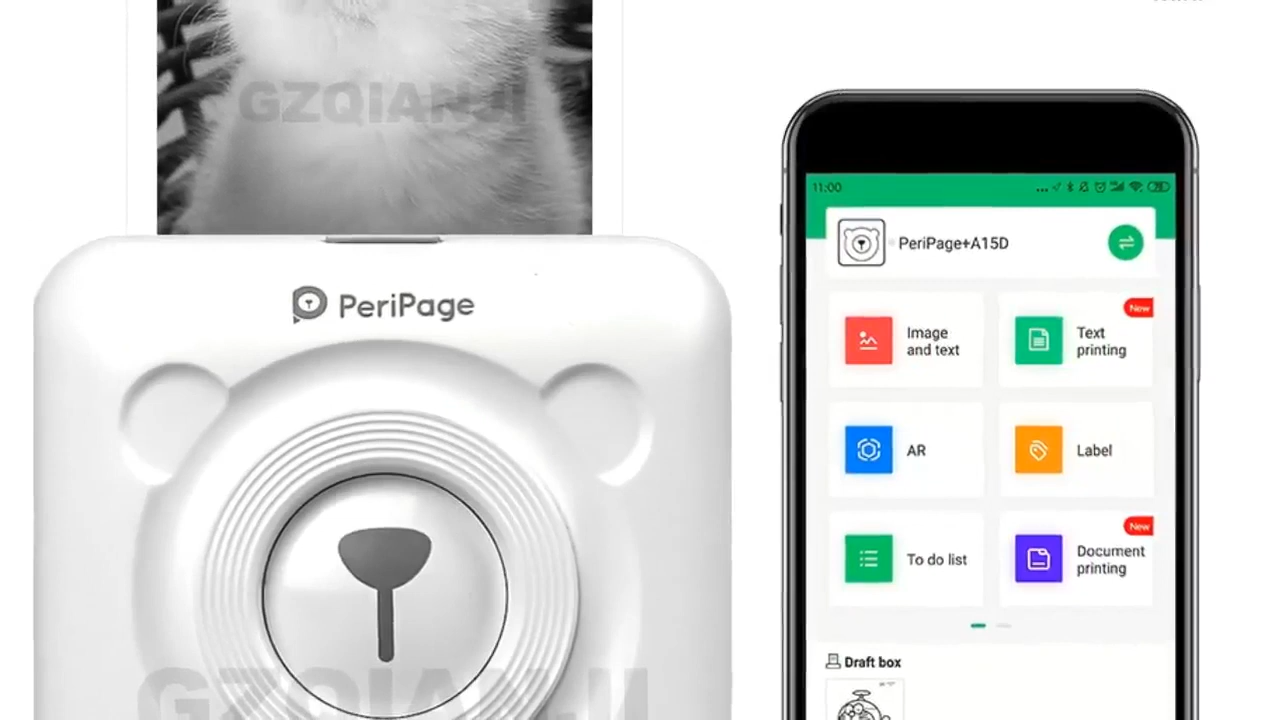 GZQIANJI
PeriPage
GZQIANJI
11:00
PeriPage+A15D
Image
and text
New
Text
printing
AR
Label
To do list
New
Document
printing
Draft box